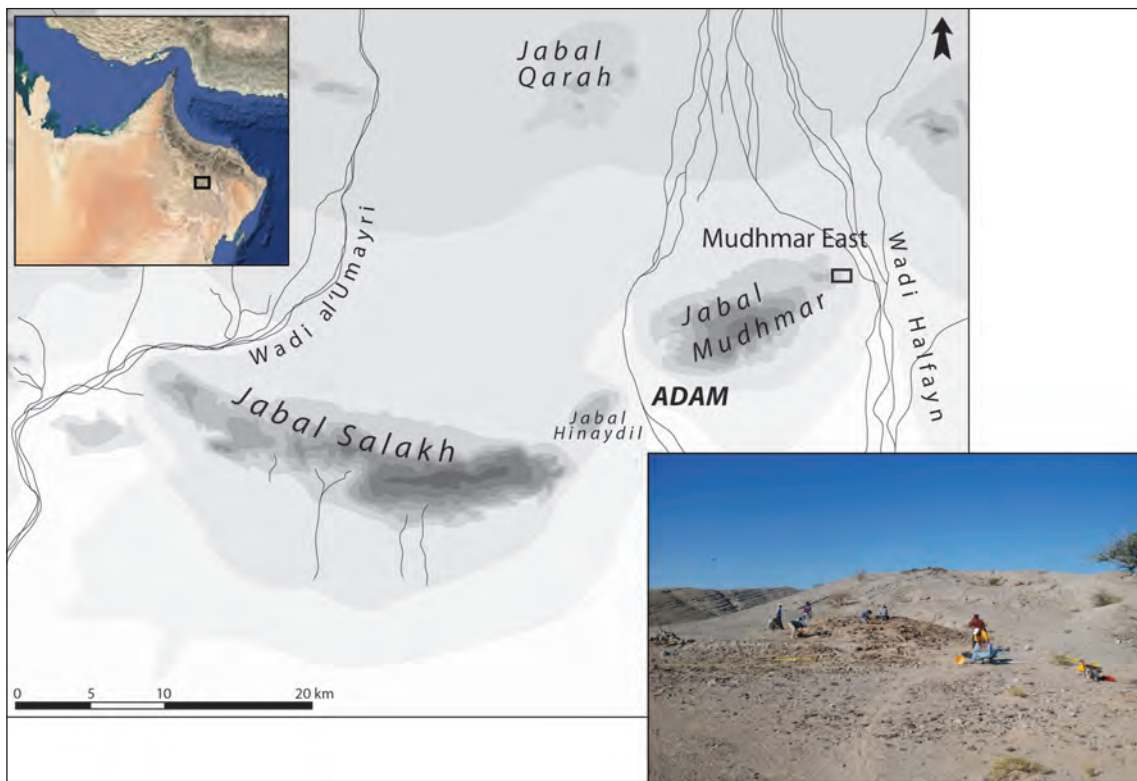 Jabal
Qarah
Wadi al‘Umayri
Mudhmar East
Jabal
Mudhmar
Wadi Halfayn
ADAM
Jabal Salakh
Jabal
Hinaydil
0 5 10 20 km